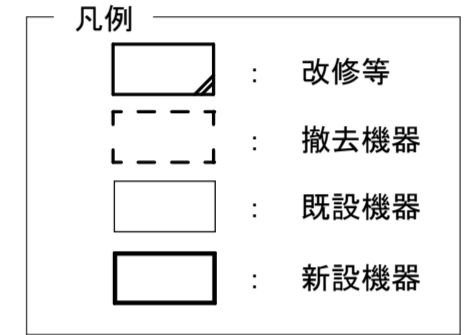 凡例
: 改修等
: 撤去機器
: 既設機器
: 新設機器